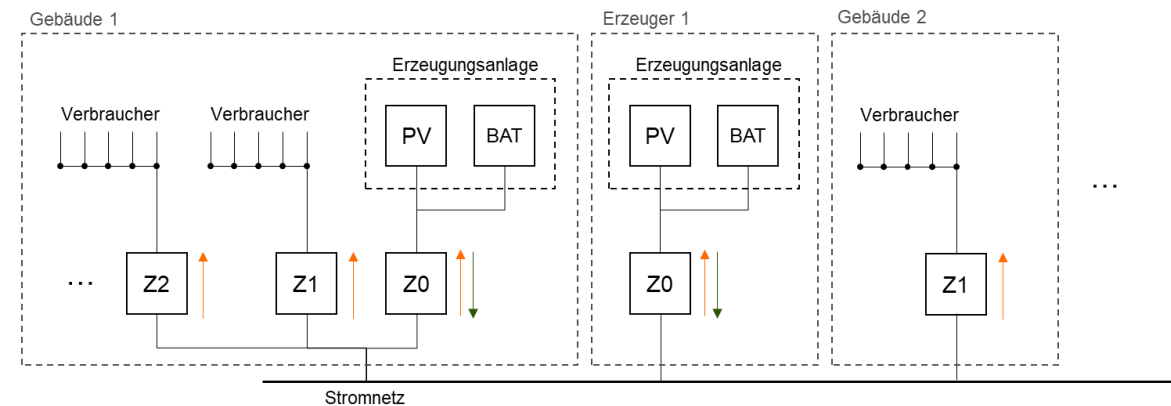 Gebäude 1
Erzeuger 1
Gebäude 2
Erzeugungsanlage
Erzeugungsanlage
Verbraucher
Verbraucher
Verbraucher
PV
BAT
PV
BAT
...
...
Z2
Z1
Z0
Z0
Z1
Stromnetz